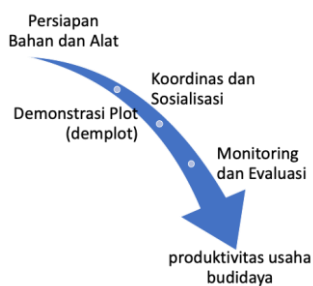 Persiapan
Bahan dan Alat
Koordinas dan
Sosialisasi
Demonstrasi Plot
(demplot)
Monitoring
dan Evaluasi
produktivitas usaha
budidaya